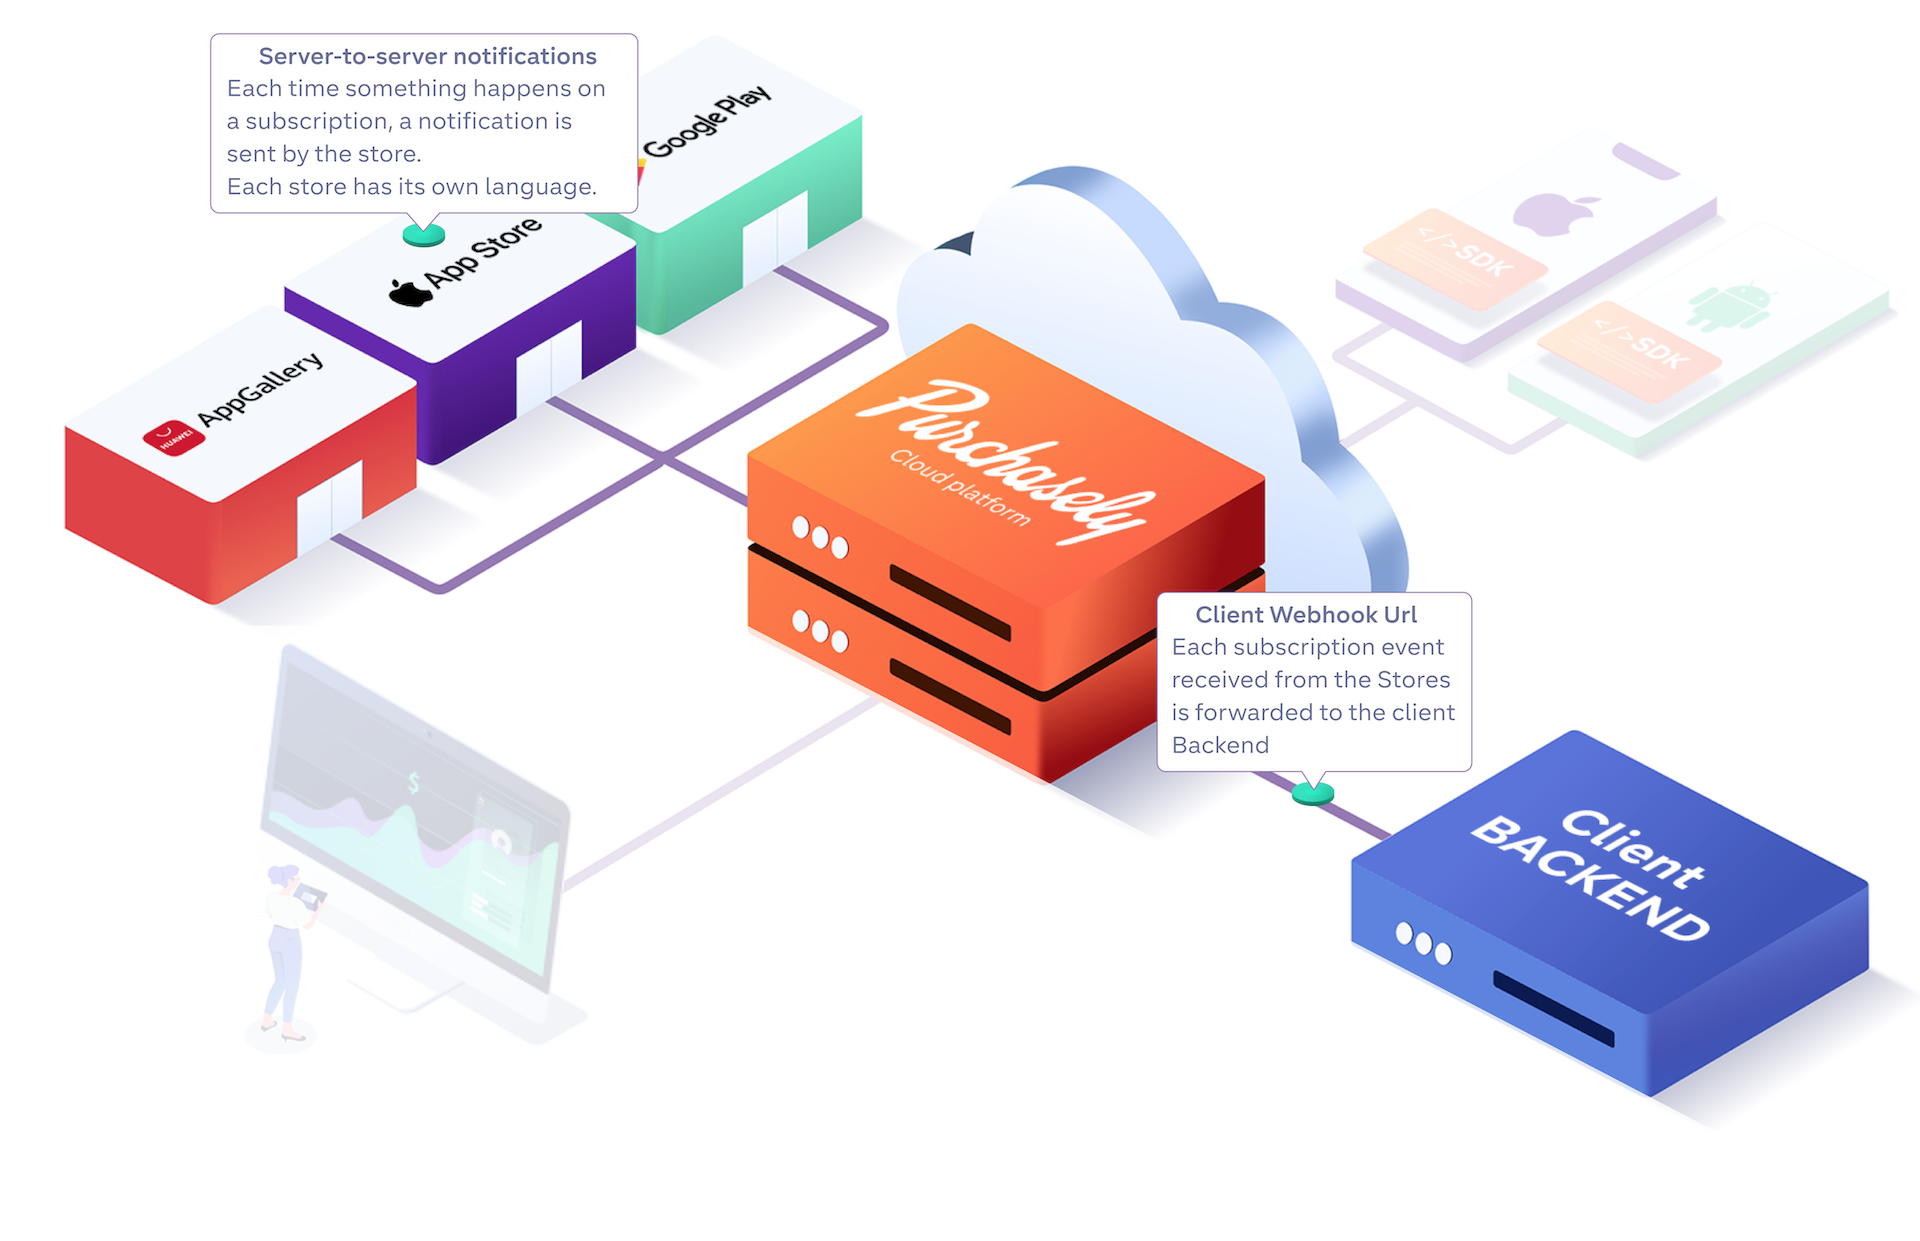 Server-to-server notifications
Each time something happens on
a subscription, a notification is
sent by the store.
Each store has its own language.
Google Play
App Store
HUAWEI
AppGallery
</>SDK
</>SDK
Purchasely
Cloud platform
Client Webhook Url
Each subscription event
received from the Stores
is forwarded to the client
Backend
$
Client
BACKEND